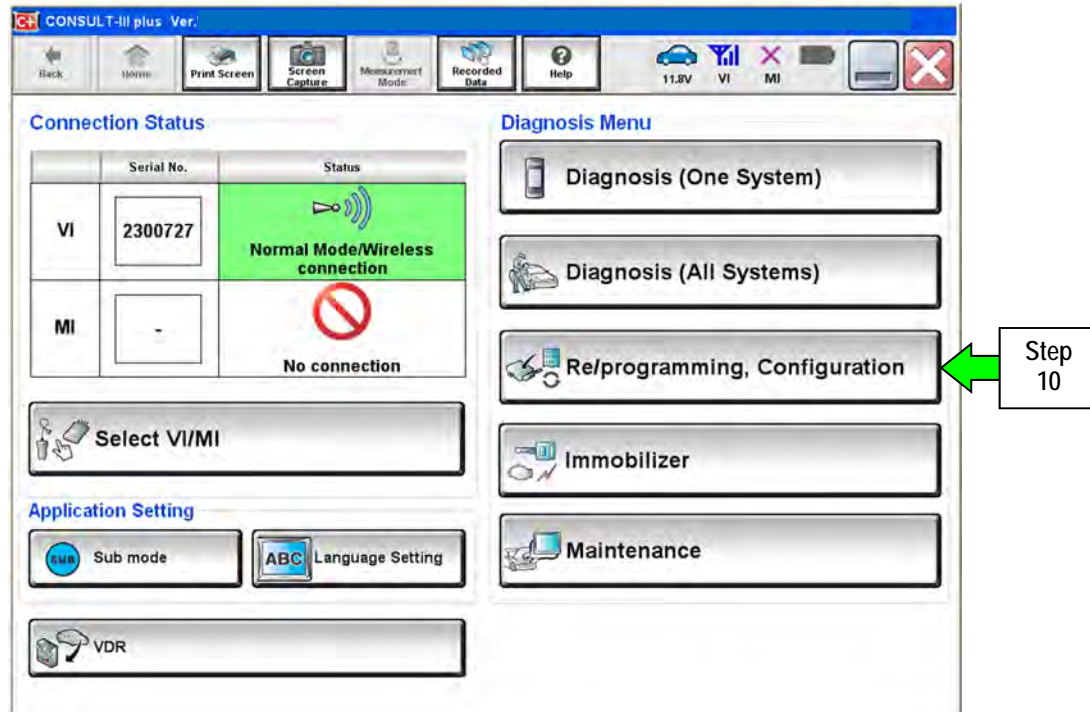 C+ CONSULT-III plus Ver.
Back
Home
Print Screen
Screen
Capture
Measurement
Mode
Recorded
Data
Help
11.8V
VI
MI
Connection Status
Serial No.
Status
VI
2300727
Normal Mode/Wireless
connection
MI
-
No connection
Select VI/MI
Application Setting
SUB
Sub mode
ABC
Language Setting
VDR
Diagnosis Menu
Diagnosis (One System)
Diagnosis (All Systems)
Re/programming, Configuration
Immobilizer
Maintenance
Step
10